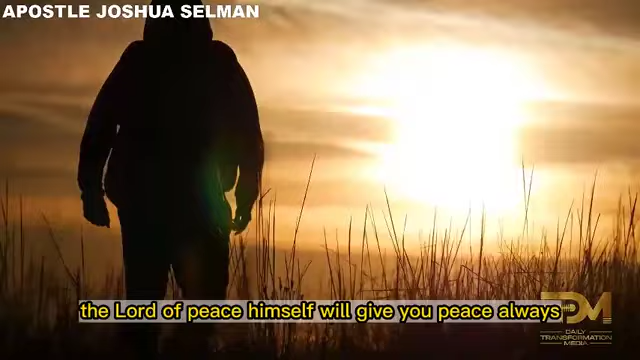 APOSTLE JOSHUA SELMAN
the Lord of peace himself will give you peace always
DTM
DAILY
TRANSFORMATION
MEDIA